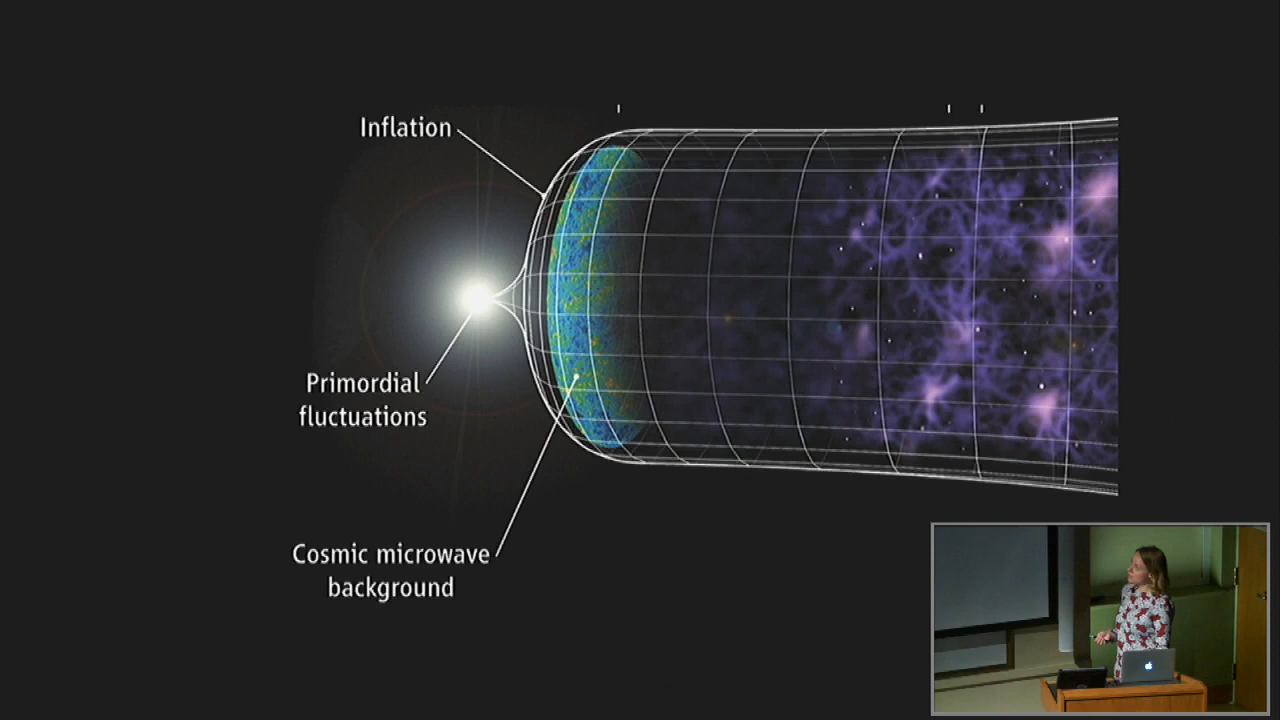 Inflation
Primordial
fluctuations
Cosmic microwave
background